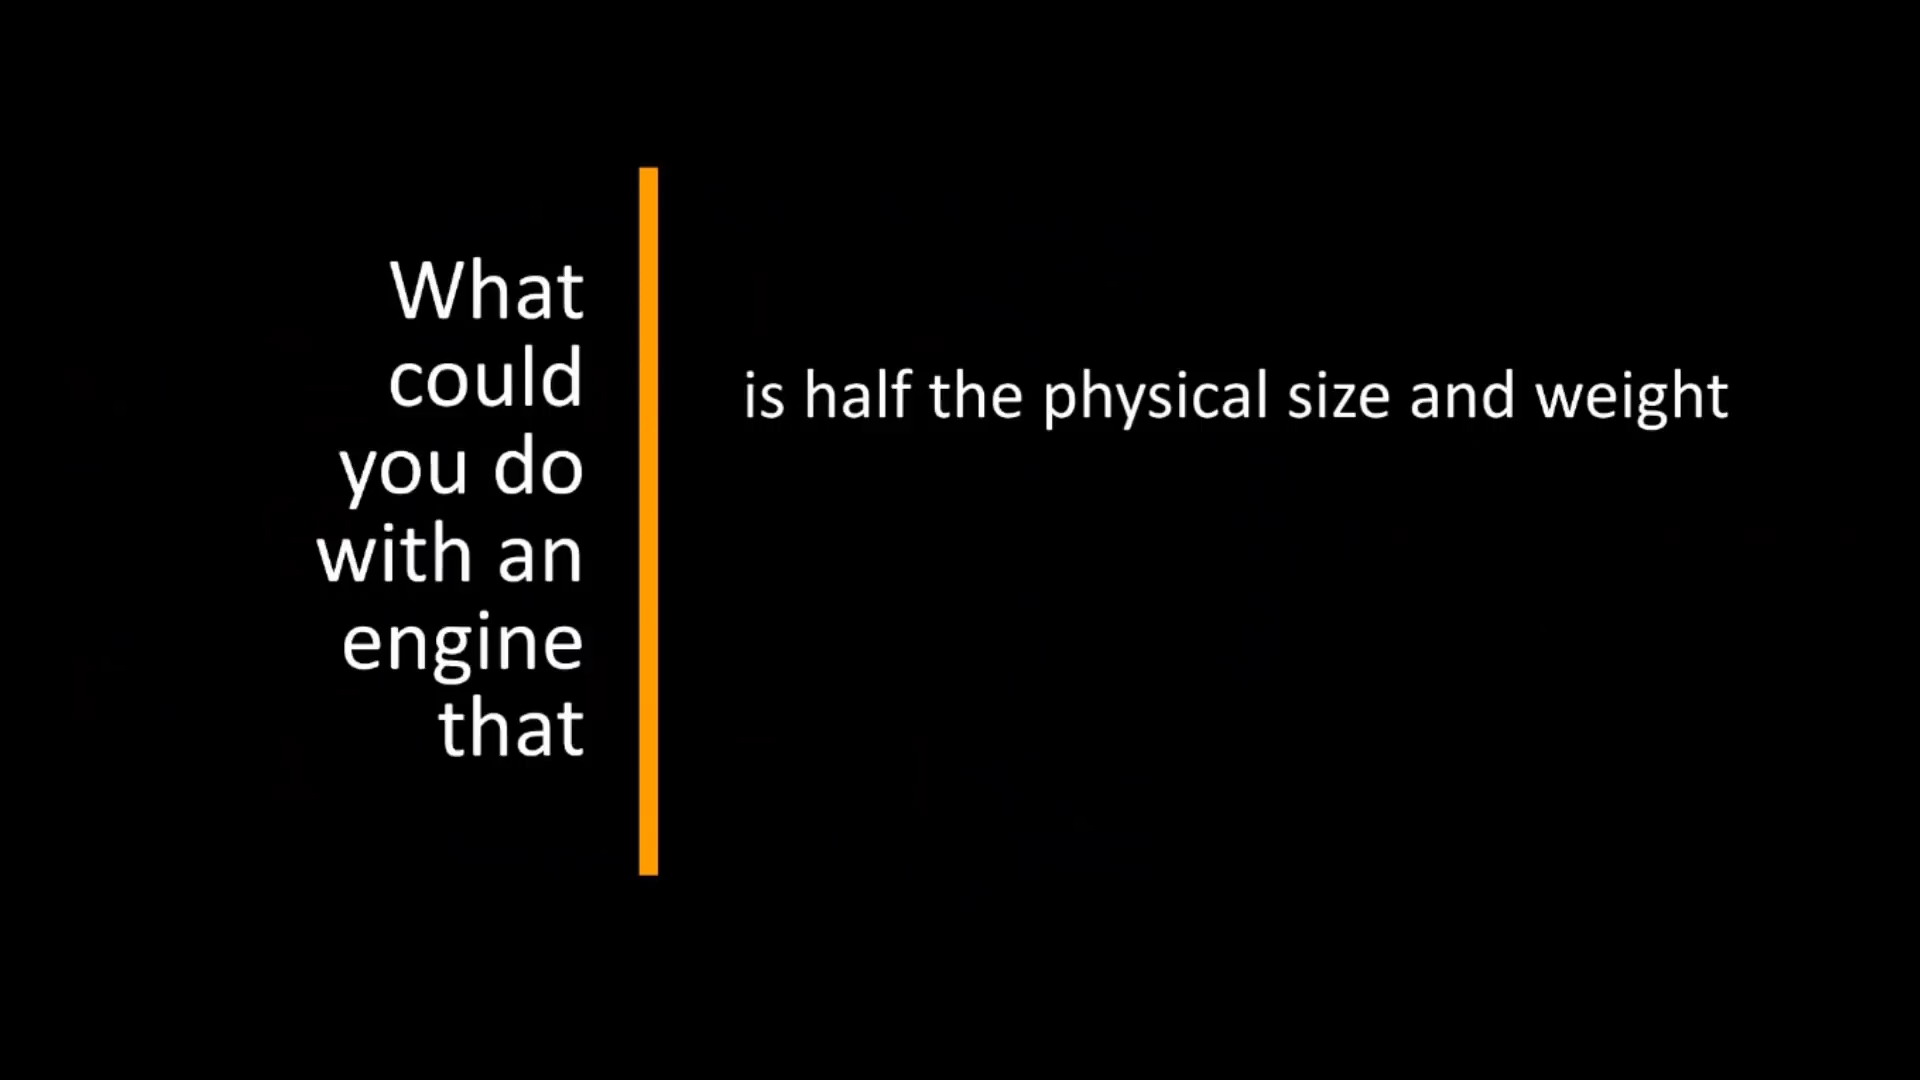 What
could
you do
with an
engine
that
is half the physical size and weight